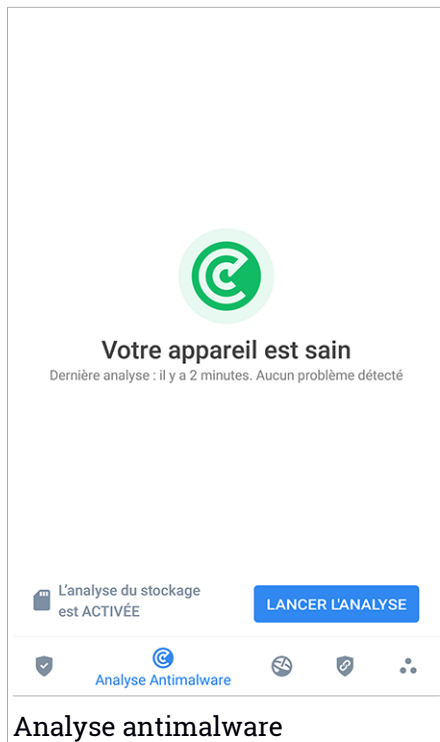 Votre appareil est sain
Dernière analyse : il y a 2 minutes. Aucun problème détecté
L'analyse du stockage
est ACTIVÉE
LANCER L'ANALYSE
Analyse Antimalware
Analyse antimalware